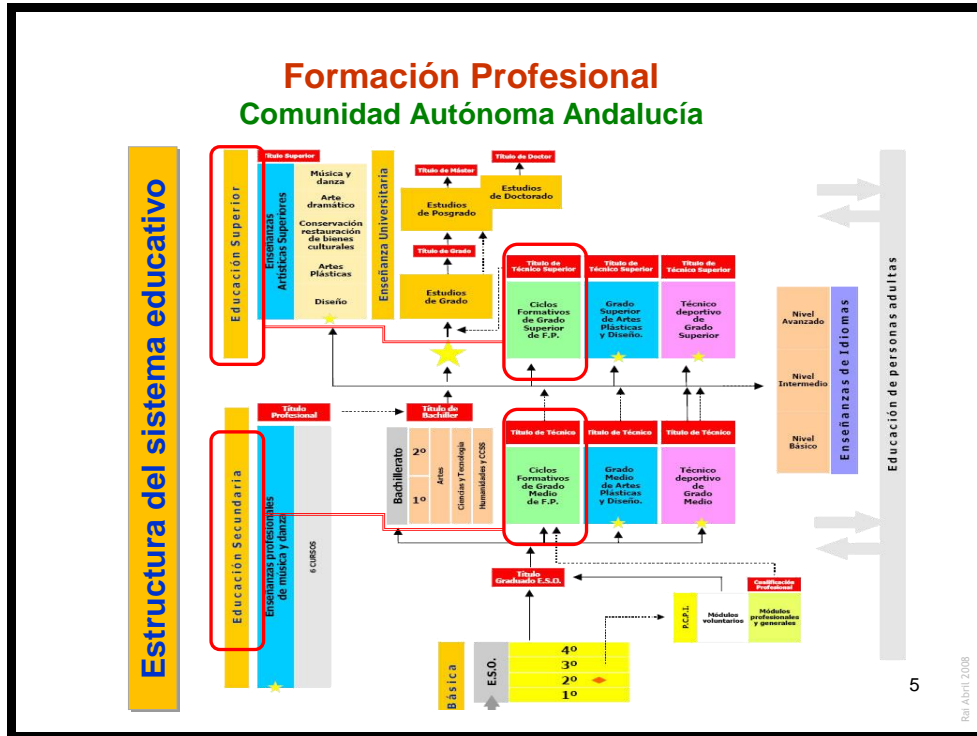 Formación Profesional
Comunidad Autónoma Andalucía
Estructura del sistema educativo
Educación Superior
Título Superior
Enseñanzas
Artísticas Superiores
Música y
danza
Arte
dramático
Conservación
restauración
de bienes
culturales
Artes
Plásticas
Diseño
Enseñanza Universitaria
Título de Máster
Estudios
de Posgrado
Título de Grado
Estudios
de Grado
Título de Doctor
Estudios
de Doctorado
Título de
Técnico Superior
Ciclos
Formativos
de Grado
Superior
de F.P.
Título de
Técnico Superior
Grado
Superior
de Artes
Plásticas
y Diseño.
Título de
Técnico Superior
Técnico
deportivo
de
Grado
Superior
Nivel
Avanzado
Nivel
Intermedio
Nivel
Básico
Enseñanzas de Idiomas
Educación de personas adultas
Educación Secundaria
Título
Profesional
Enseñanzas profesionales
de música y danza
6 CURSOS
Título de
Bachiller
Bachillerato
2º
1º
Artes
Ciencias y Tecnología
Humanidades y CCSS
Título de Técnico
Ciclos
Formativos
de Grado
Medio
de F.P.
Título de Técnico
Grado
Medio
de Artes
Plásticas
y Diseño.
Título de Técnico
Técnico
deportivo
de
Grado
Medio
Título
Graduado E.S.O.
P.C.P.I.
Módulos
voluntarios
Cualificación
Profesional
Módulos
profesionales
y generales
Básica
E.S.O.
4º
3º
2º
1º
5
Ral Abril 2008